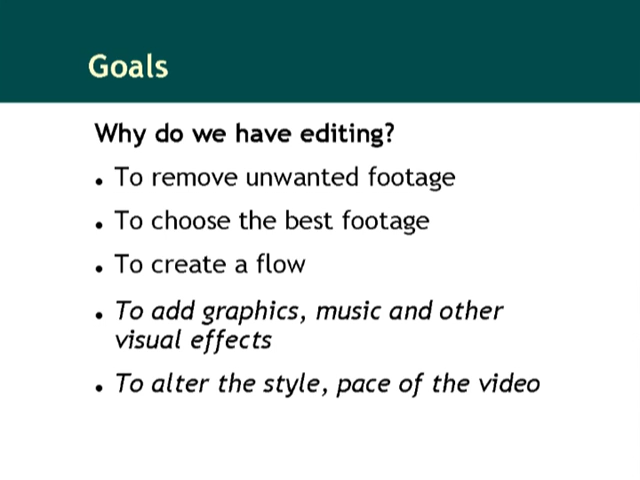 Goals
Why do we have editing?
• To remove unwanted footage
• To choose the best footage
• To create a flow
• To add graphics, music and other
visual effects
• To alter the style, pace of the video